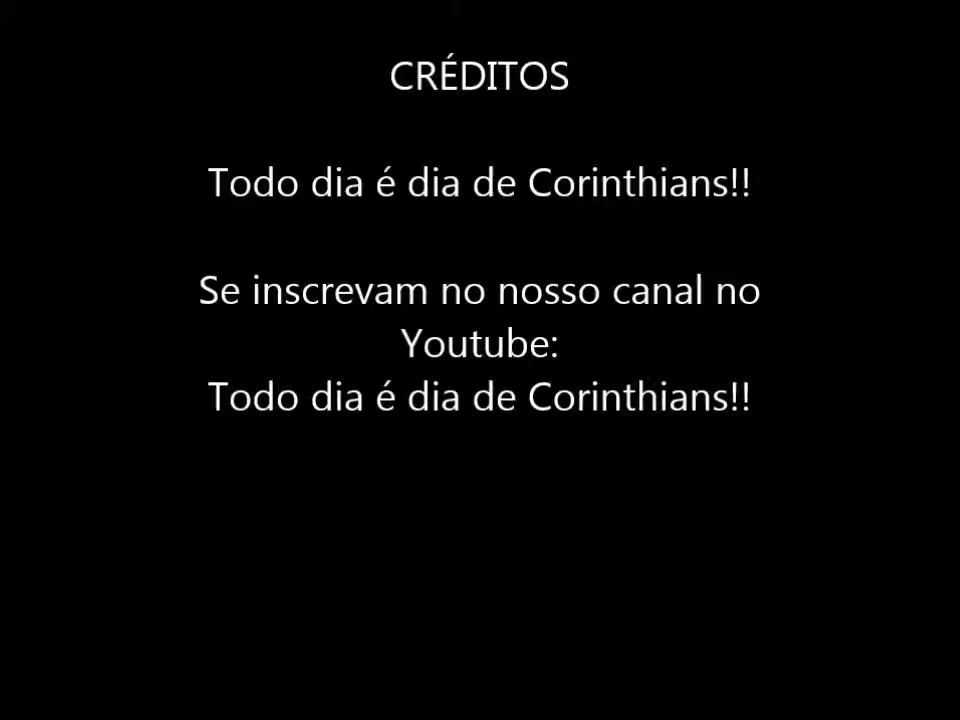 CRÉDITOS
Todo dia é dia de Corinthians!!
Se inscrevam no nosso canal no
Youtube:
Todo dia é dia de Corinthians!!